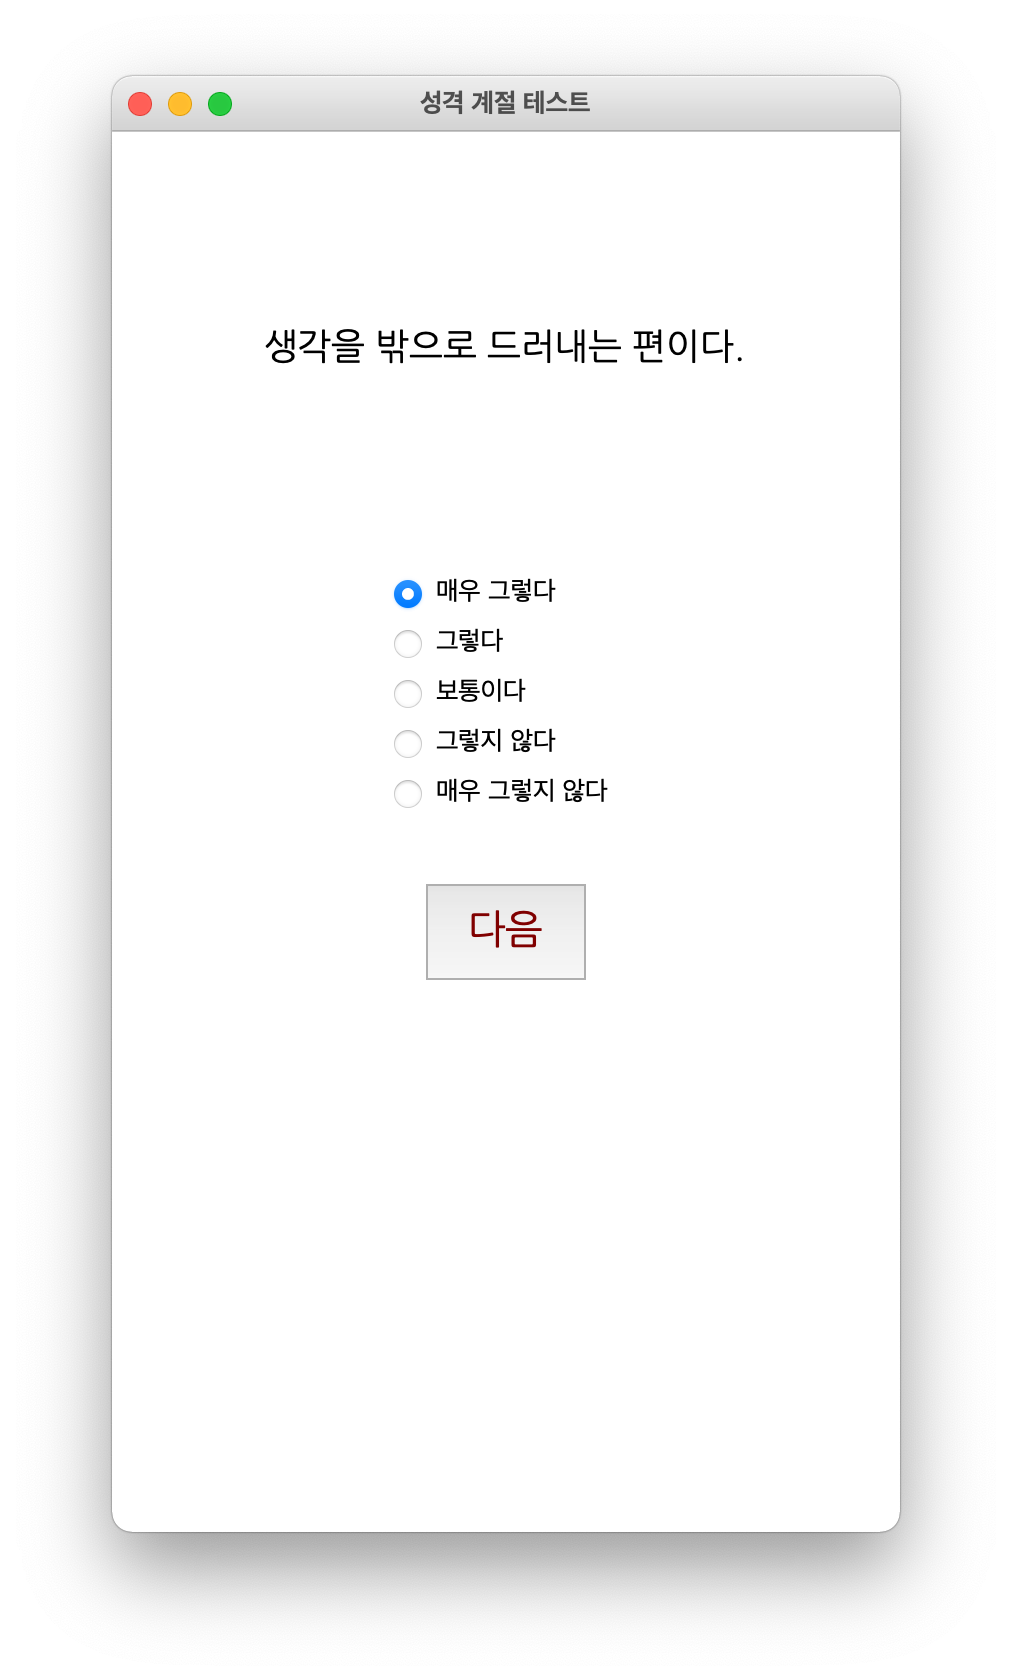 성격 계절 테스트
생각을 밖으로 드러내는 편이다.
매우 그렇다
그렇다
보통이다
그렇지 않다
매우 그렇지 않다
다음